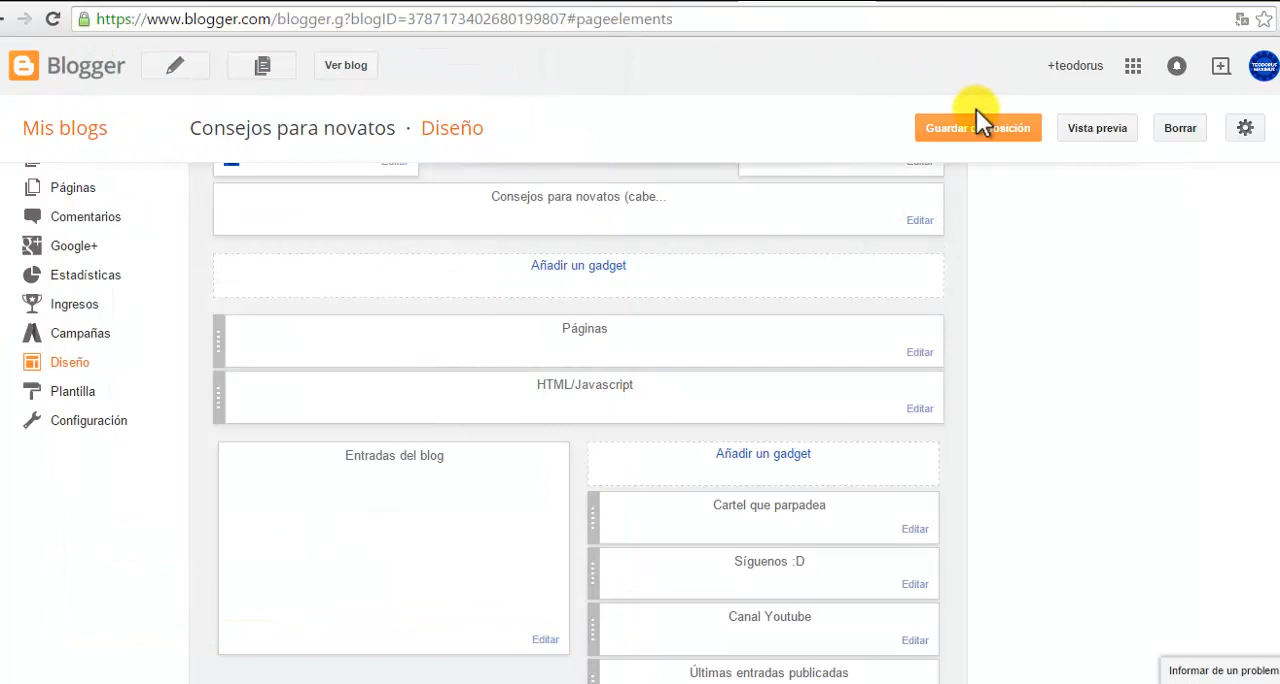 https://www.blogger.com/blogger.g?blogID=3787173402680199807#pageelements
Blogger
Ver blog
+teodorus
TEODORUS
Mis blogs
Consejos para novatos · Diseño
Guardar
Vista previa
Borrar
Páginas
Comentarios
Google+
Estadísticas
Ingresos
Campañas
Diseño
Plantilla
Configuración
Consejos para novatos (cabe...
Editar
Añadir un gadget
Páginas
Editar
HTML/Javascript
Editar
Entradas del blog
Editar
Añadir un gadget
Cartel que parpadea
Editar
Síguenos :D
Editar
Canal Youtube
Editar
Últimas entradas publicadas
Informar de un problem